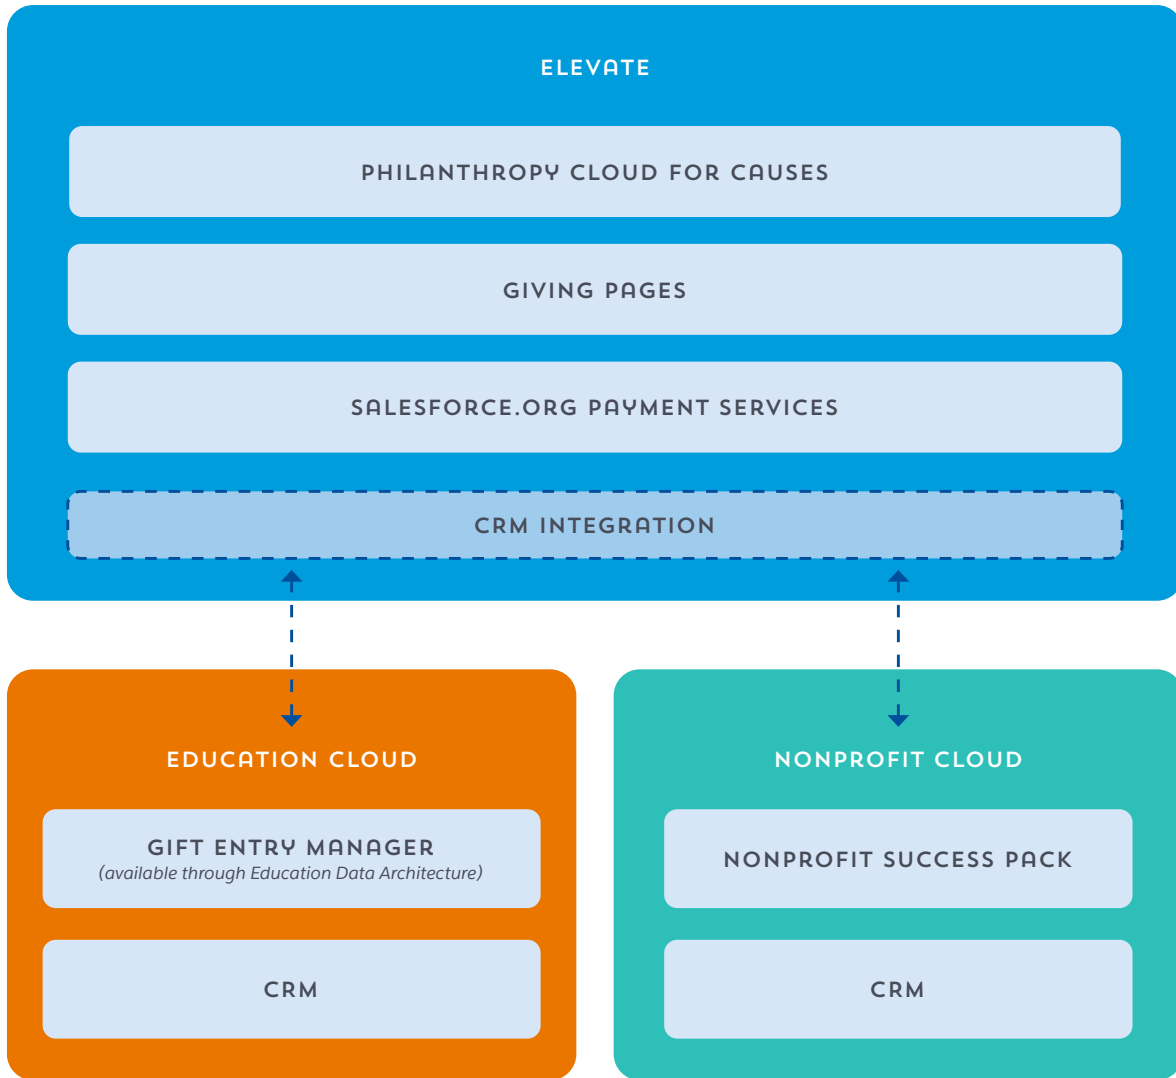 ELEVATE
PHILANTHROPY CLOUD FOR CAUSES
GIVING PAGES
SALESFORCE.ORG PAYMENT SERVICES
CRM INTEGRATION
EDUCATION CLOUD
GIFT ENTRY MANAGER
(available through Education Data Architecture)
CRM
NONPROFIT CLOUD
NONPROFIT SUCCESS PACK
CRM